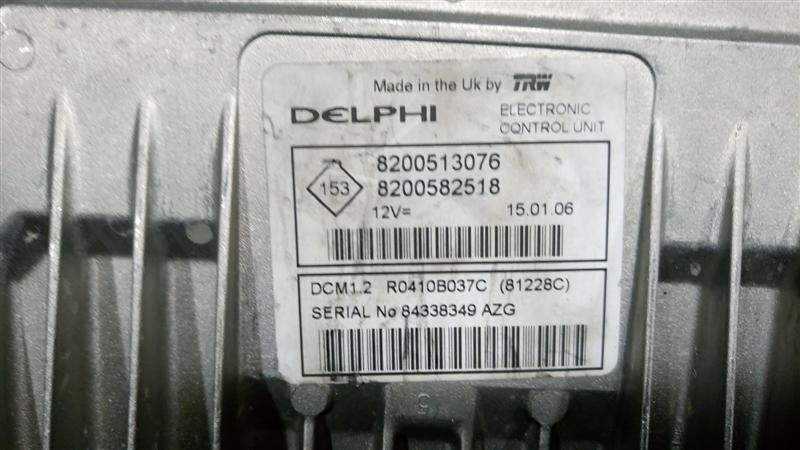 Made in the Uk by TRW
DELPHI
ELECTRONIC
CONTROL UNIT
153
8200513076
8200582518
12V= 15.01.06
DCM1.2 R0410B037C (81228C)
SERIAL No 84338349 AZG
5